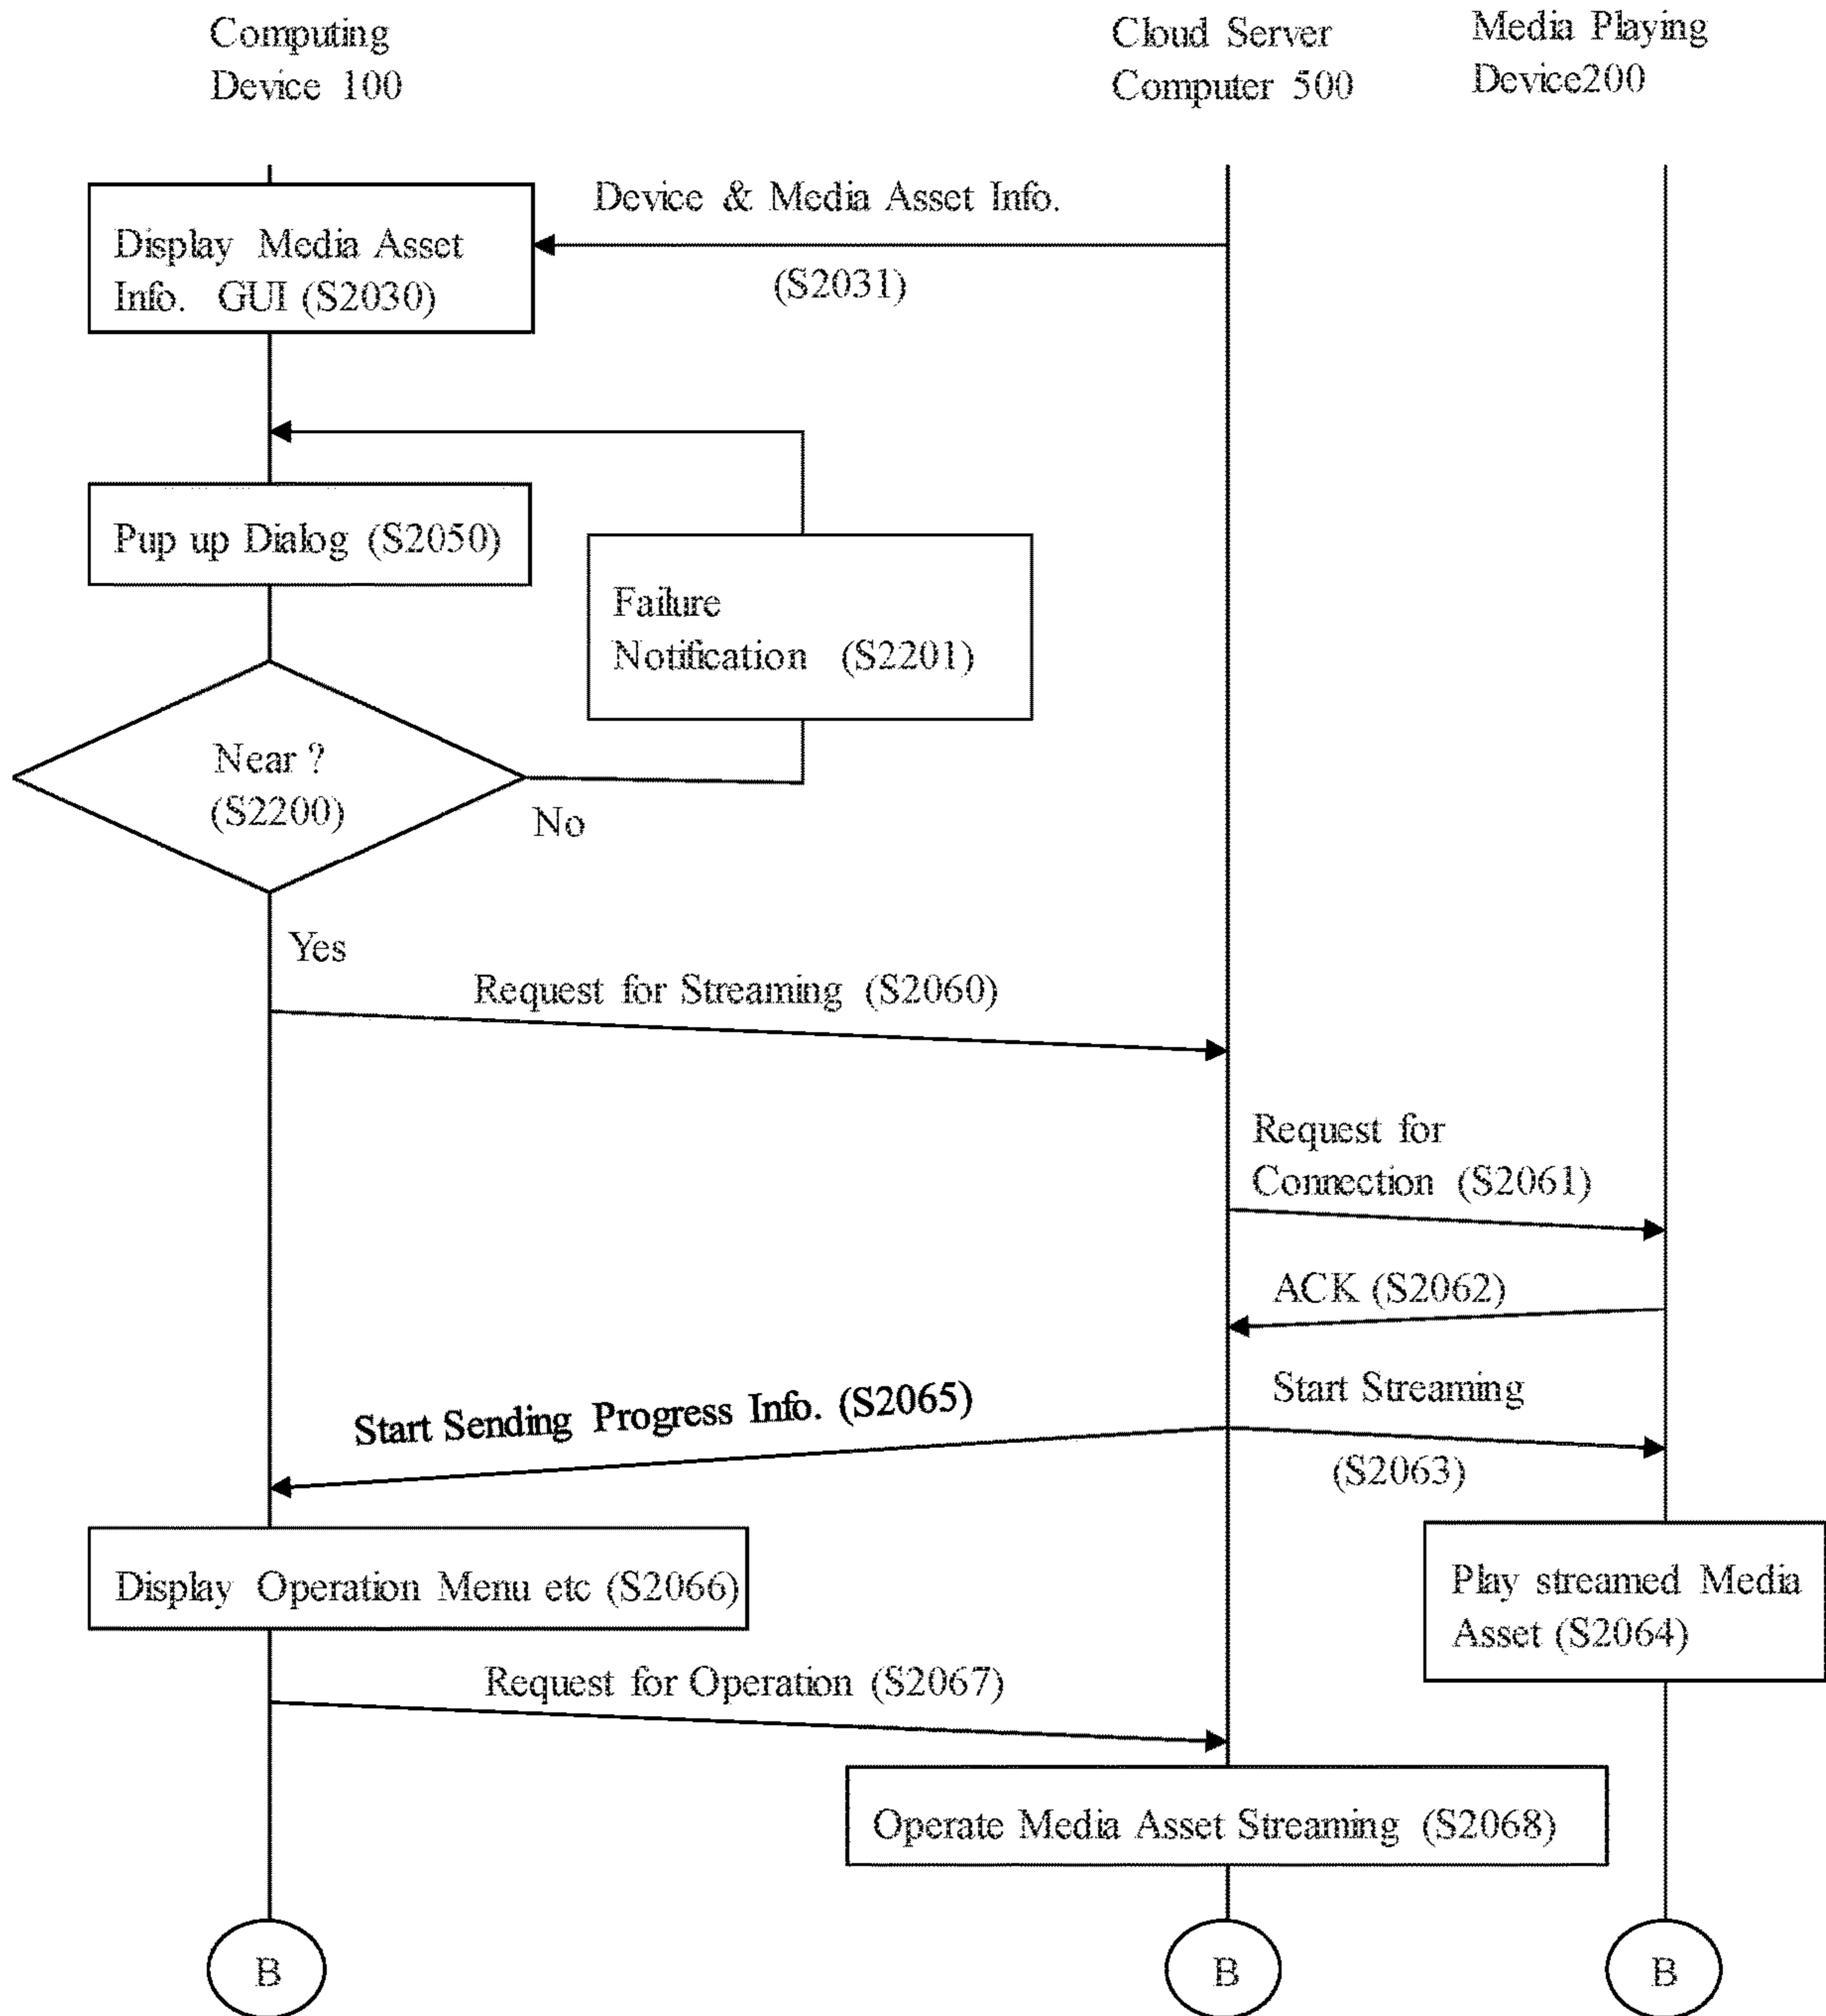 Computing
Device 100
Cloud Server
Computer 500
Media Playing
Device200
Device & Media Asset Info.
(S2031)
Display Media Asset
Info. GUI (S2030)
Pup up Dialog (S2050)
Failure
Notification (S2201)
Near ?
(S2200)
No
Yes
Request for Streaming (S2060)
Request for
Connection (S2061)
ACK (S2062)
Start Streaming
(S2063)
Start Sending Progress Info. (S2065)
Display Operation Menu etc (S2066)
Play streamed Media
Asset (S2064)
Request for Operation (S2067)
Operate Media Asset Streaming (S2068)
B
B
B